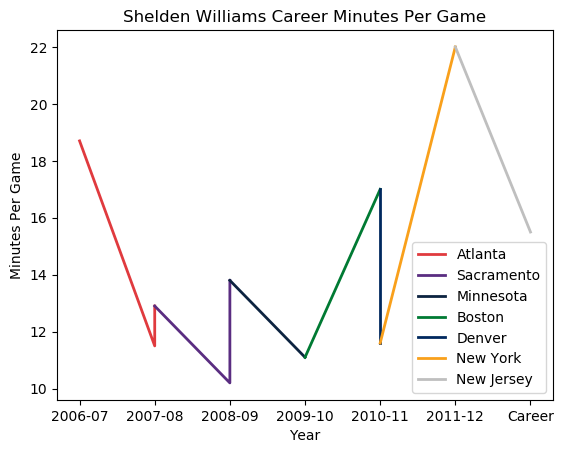 Shelden Williams Career Minutes Per Game
Minutes Per Game
22
20
18
16
14
12
10
Atlanta
Sacramento
Minnesota
Boston
Denver
New York
New Jersey
2006-07 2007-08 2008-09 2009-10 2010-11 2011-12 Career
Year